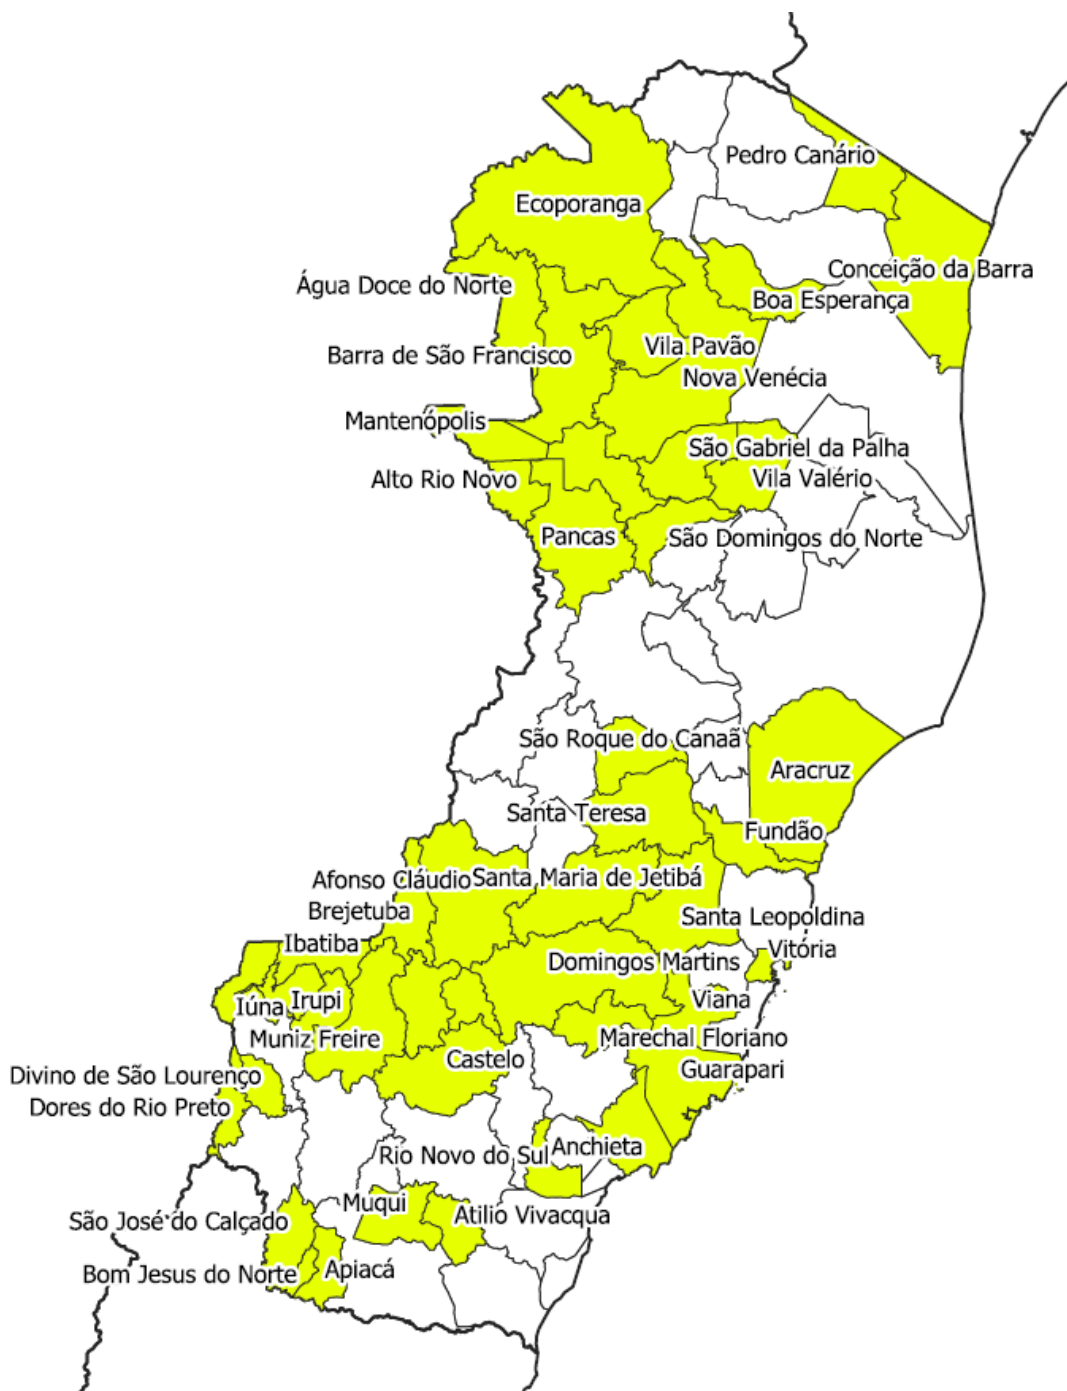 Pedro Canário
Ecoporanga
Conceição da Barra
Água Doce do Norte
Boa Esperança
Vila Pavão
Barra de São Francisco
Nova Venécia
Mantenópolis
São Gabriel da Palha
Alto Rio Novo
Vila Valério
Pancas
São Domingos do Norte
São Roque do Canaã
Aracruz
Santa Teresa
Fundão
Afonso Cláudio
Santa Maria de Jetibá
Brejetuba
Santa Leopoldina
Ibatiba
Vitória
Domingos Martins
Iúna
Irupi
Viana
Muniz Freire
Marechal Floriano
Castelo
Guarapari
Divino de São Lourenço
Dores do Rio Preto
Rio Novo do Sul
Anchieta
Muqui
Atilio Vivacqua
São José do Calçado
Bom Jesus do Norte
Apiacá